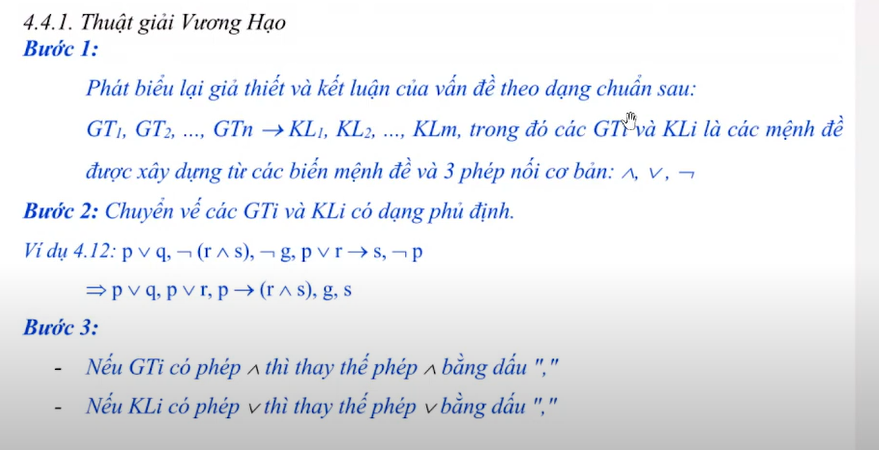 4.4.1. Thuật giải Vương Hạo
Bước 1:
Phát biểu lại giả thiết và kết luận của vấn đề theo dạng chuẩn sau:
GT₁, GT₂, ..., GTn → KL₁, KL₂, ..., KLm, trong đó các GTi và KLi là các mệnh đề
được xây dựng từ các biến mệnh đề và 3 phép nối cơ bản: ∧, ∨, ¬
Bước 2: Chuyển vế các GTi và KLi có dạng phủ định.
Ví dụ 4.12: p ∨ q, ¬ (r ∧ s), ¬ g, p ∨ r → s, ¬ p
⇒ p ∨ q, p ∨ r, p → (r ∧ s), g, s
Bước 3:
- Nếu GTi có phép ∧ thì thay thế phép ∧ bằng dấu ","
- Nếu KLi có phép ∨ thì thay thế phép ∨ bằng dấu ","